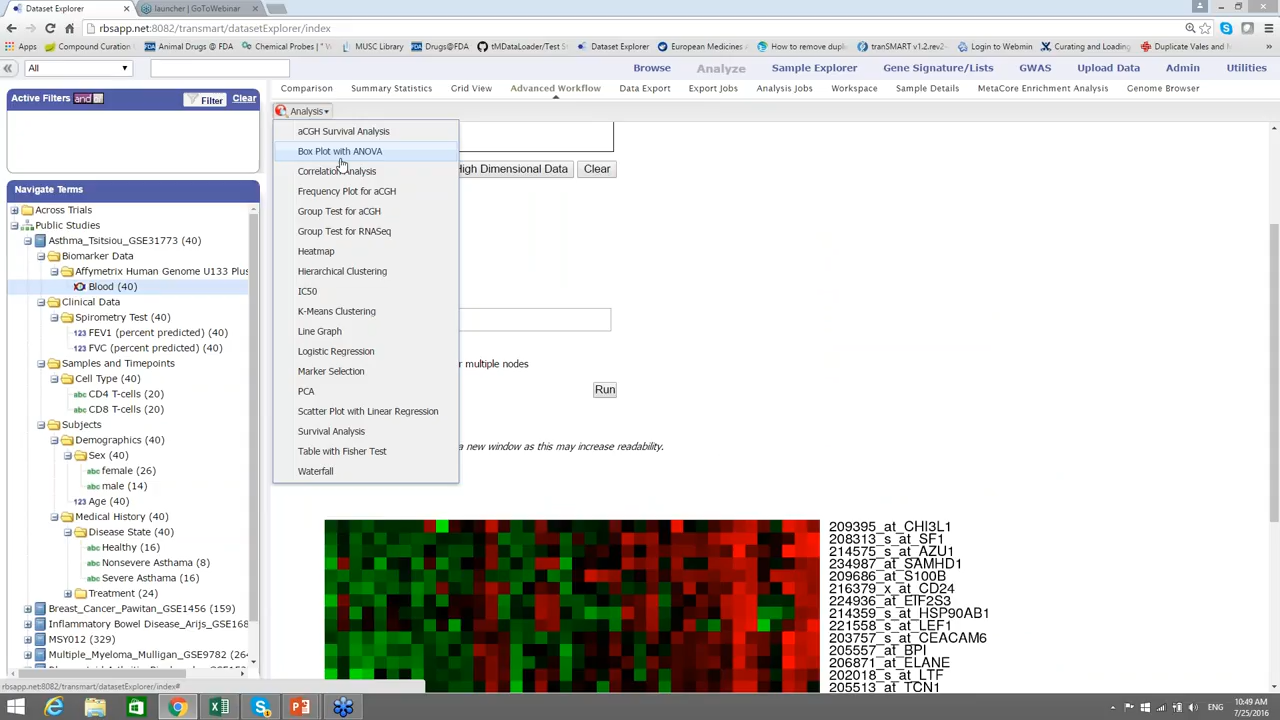 Dataset Explorer
launcher | GoToWebinar
rbsapp.net:8082/transmart/datasetExplorer/index
Apps
Compound Curation
Animal Drugs @ FDA
Chemical Probes | "
MUSC Library
Drugs@FDA
tMDataLoader/Test S
Dataset Explorer
European Medicines
How to remove dupl
tranSMART v1.2.rev2
Login to Webmin
Curating and Loading
Duplicate Vales and M
All
Browse
Analyze
Sample Explorer
Gene Signature/Lists
GWAS
Upload Data
Admin
Utilities
Active Filters and
Filter
Clear
Comparison
Summary Statistics
Grid View
Advanced Workflow
Data Export
Export Jobs
Analysis Jobs
Workspace
Sample Details
MetaCore Enrichment Analysis
Genome Browser
Analysis
aCGH Survival Analysis
Box Plot with ANOVA
Correlation Analysis
Frequency Plot for aCGH
Group Test for aCGH
Group Test for RNASeq
Heatmap
Hierarchical Clustering
IC50
K-Means Clustering
Line Graph
Logistic Regression
Marker Selection
PCA
Scatter Plot with Linear Regression
Survival Analysis
Table with Fisher Test
Waterfall
High Dimensional Data
Clear
r multiple nodes
Run
a new window as this may increase readability.
Navigate Terms
Across Trials
Public Studies
Asthma_Tsitsiou_GSE31773 (40)
Biomarker Data
Affymetrix Human Genome U133 Plus
Blood (40)
Clinical Data
Spirometry Test (40)
123 FEV1 (percent predicted) (40)
123 FVC (percent predicted) (40)
Samples and Timepoints
Cell Type (40)
abc CD4 T-cells (20)
abc CD8 T-cells (20)
Subjects
Demographics (40)
Sex (40)
abc female (26)
abc male (14)
123 Age (40)
Medical History (40)
Disease State (40)
abc Healthy (16)
abc Nonsevere Asthma (8)
abc Severe Asthma (16)
Treatment (24)
Breast_Cancer_Pawitan_GSE1456 (159)
Inflammatory Bowel Disease_Arijs_GSE168
MSY012 (329)
Multiple_Myeloma_Mulligan_GSE9782 (264
209395_at_CHI3L1
208313_s_at_SF1
214575_s_at_AZU1
234987_at_SAMHD1
209686_at_S100B
216379_x_at_CD24
224936_at_EIF2S3
214359_s_at_HSP90AB1
221558_s_at_LEF1
203757_s_at_CEACAM6
205557_at_BPI
206871_at_ELANE
202018_s_at_LTF
205513_at_TCN1
rbsapp.net:8082/transmart/datasetExplorer/index#
ENG
10:49 AM
7/25/2016